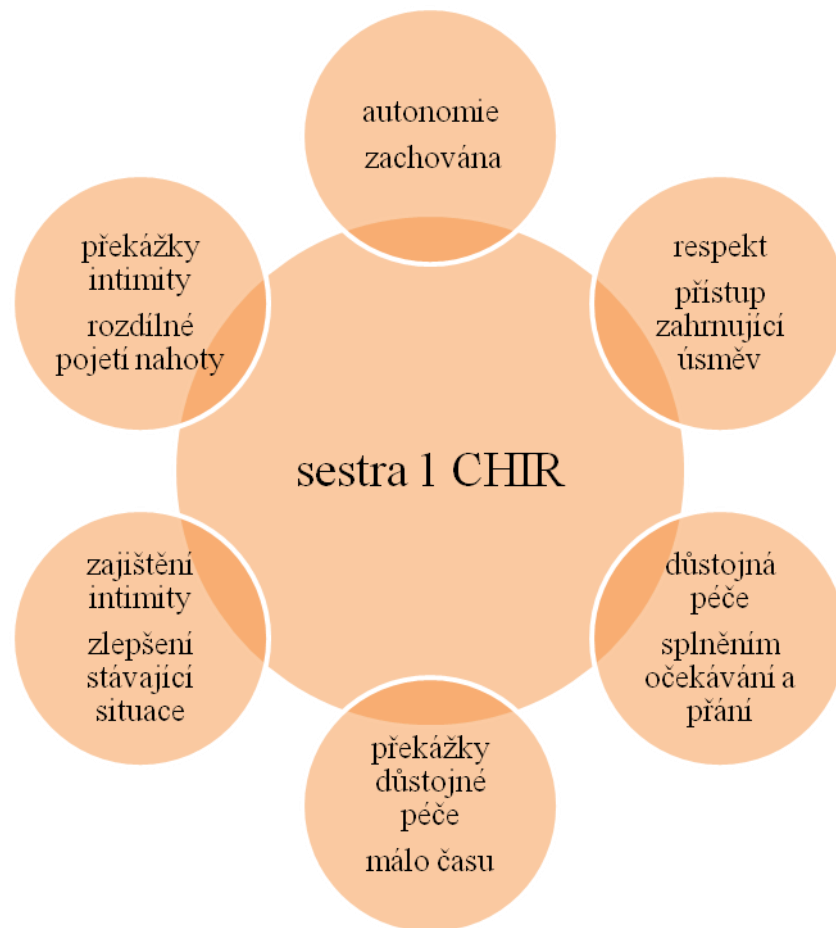 autonomie
zachována
respekt
přístup
zahrnující
úsměv
důstojná
péče
splněním
očekávání a
přání
překážky
důstojné
péče
málo času
zajištění
intimity
zlepšení
stávající
situace
překážky
intimity
rozdílné
pojetí nahoty
sestra 1 CHIR